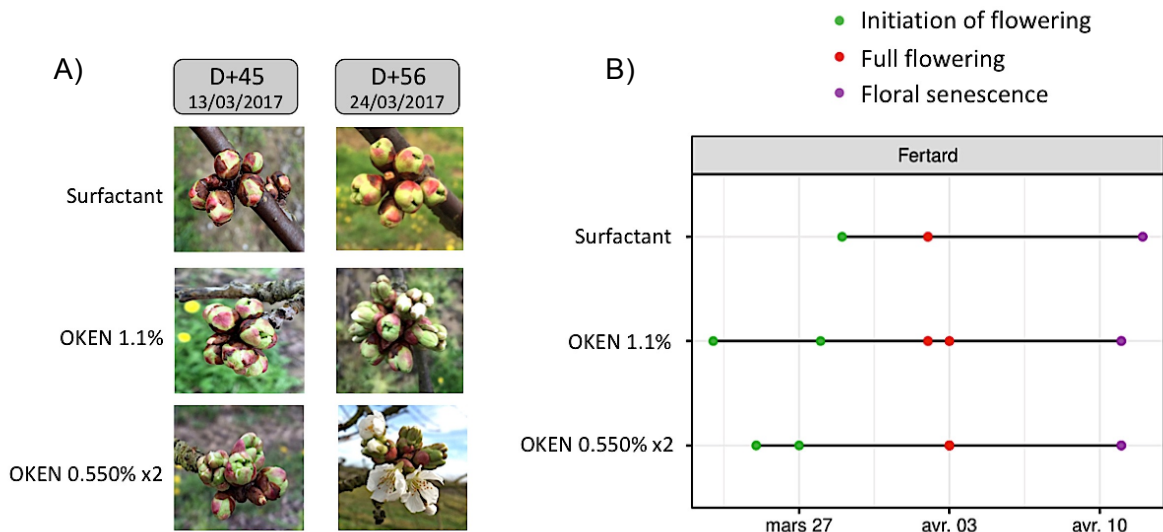 A)
D+45
13/03/2017
D+56
24/03/2017
Surfactant
OKEN 1.1%
OKEN 0.550% x2
B)
Initiation of flowering
Full flowering
Floral senescence
Fertard
Surfactant
OKEN 1.1%
OKEN 0.550% x2
mars 27
avr. 03
avr. 10